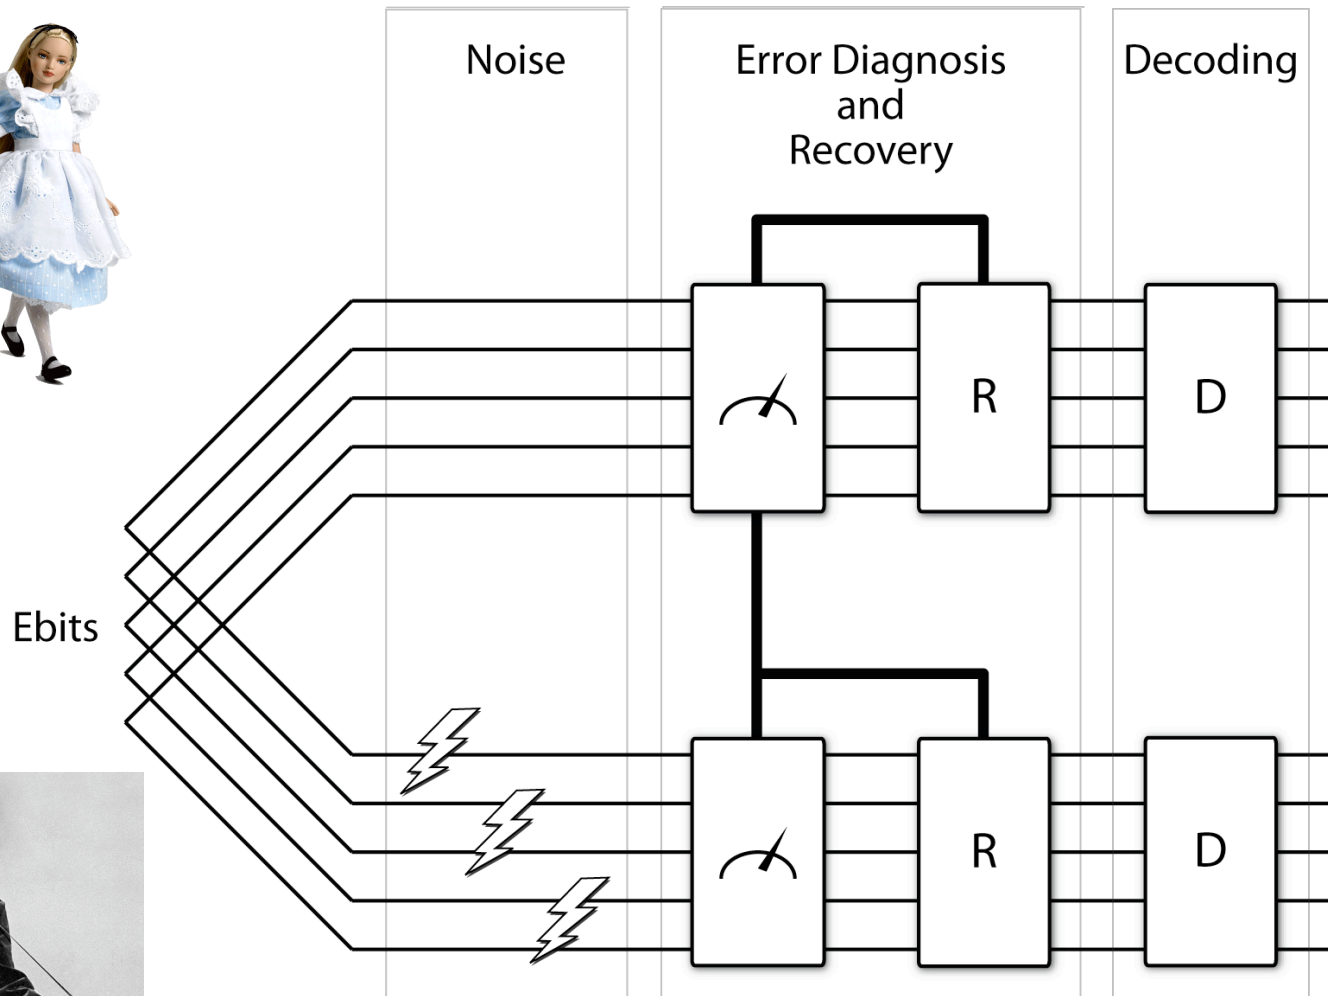 Noise
Error Diagnosis
and
Recovery
Decoding
R
D
Ebits
R
D